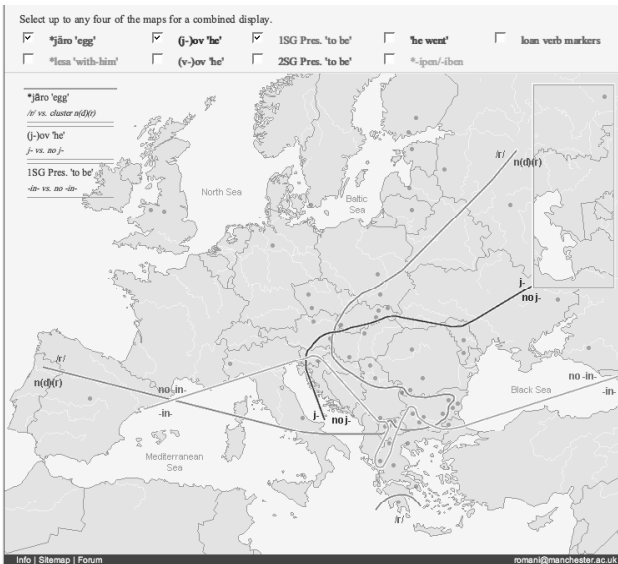 Select up to any four of the maps for a combined display.
*jāro 'egg' (j-)ov 'he' 1SG Pres. 'to be' 'he went' loan verb markers
*lesa 'with-him' (v-)ov 'he' 2SG Pres. 'to be' *-ipen/-iben
*jāro 'egg'
/r/ vs. cluster n(d)(r)
(j-)ov 'he'
j- vs. no j-
1SG Pres. 'to be'
-in- vs. no -in-
North Sea
Baltic
Sea
/r/
n(d)(r)
j-
no j-
/r/
n(d)(r)
no -in-
-in-
j-
no j-
Black Sea
no -in-
-in-
Mediterranean
Sea
/r/
Info | Sitemap | Forum romani@manchester.ac.uk